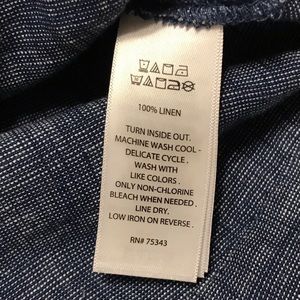 100% LINEN
TURN INSIDE OUT.
MACHINE WASH COOL -
DELICATE CYCLE .
WASH WITH
LIKE COLORS .
ONLY NON-CHLORINE
BLEACH WHEN NEEDED .
LINE DRY.
LOW IRON ON REVERSE .
RN# 75343